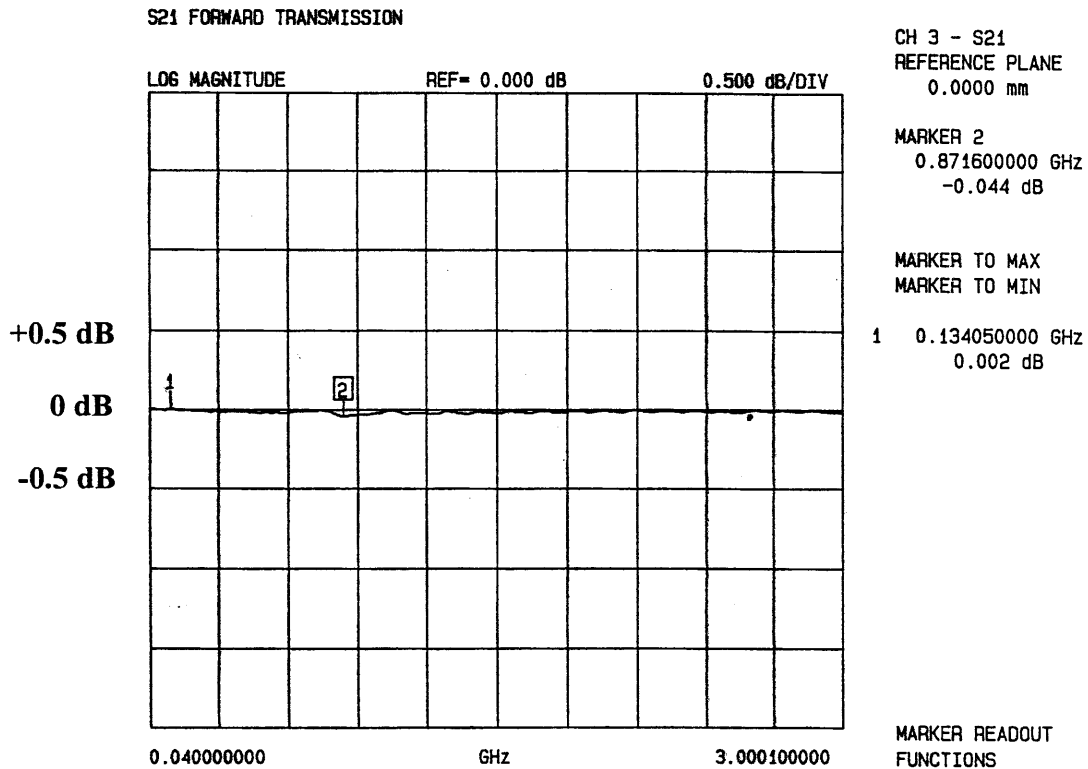 S21 FORWARD TRANSMISSION
LOG MAGNITUDE REF= 0.000 dB 0.500 dB/DIV
CH 3 - S21
REFERENCE PLANE
0.0000 mm
MARKER 2
0.871600000 GHz
-0.044 dB
MARKER TO MAX
MARKER TO MIN
1 0.134050000 GHz
0.002 dB
+0.5 dB
0 dB
-0.5 dB
1
2
0.040000000 GHz 3.000100000
MARKER READOUT
FUNCTIONS